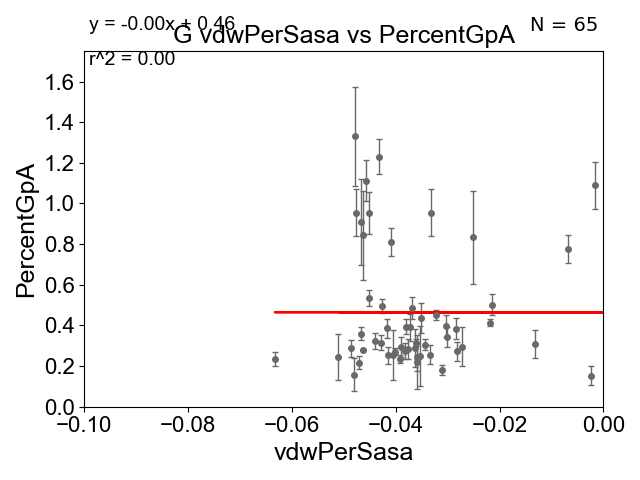 y = -0.00x + 0.46
N = 65
G vdwPerSasa vs PercentGpA
r^2 = 0.00
PercentGpA
1.6
1.4
1.2
1.0
0.8
0.6
0.4
0.2
0.0
−0.10 −0.08 −0.06 −0.04 −0.02 0.00
vdwPerSasa